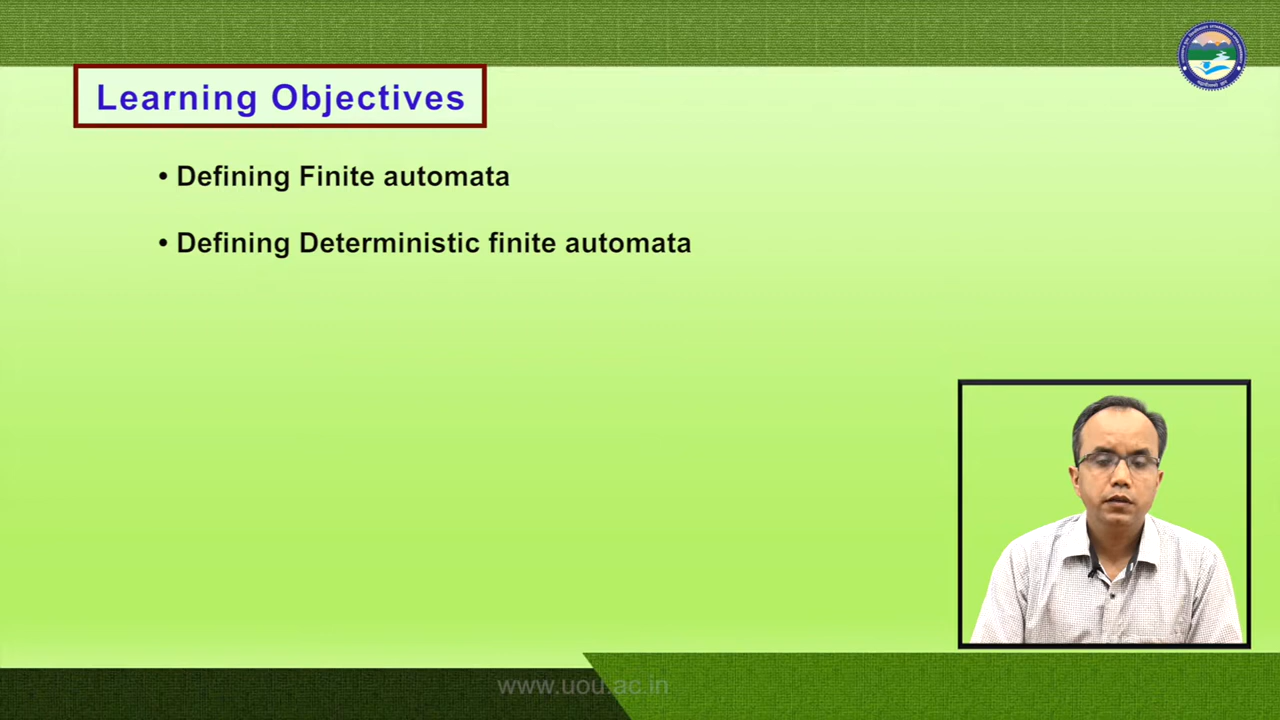 Learning Objectives
• Defining Finite automata
• Defining Deterministic finite automata
www.uou.ac.in